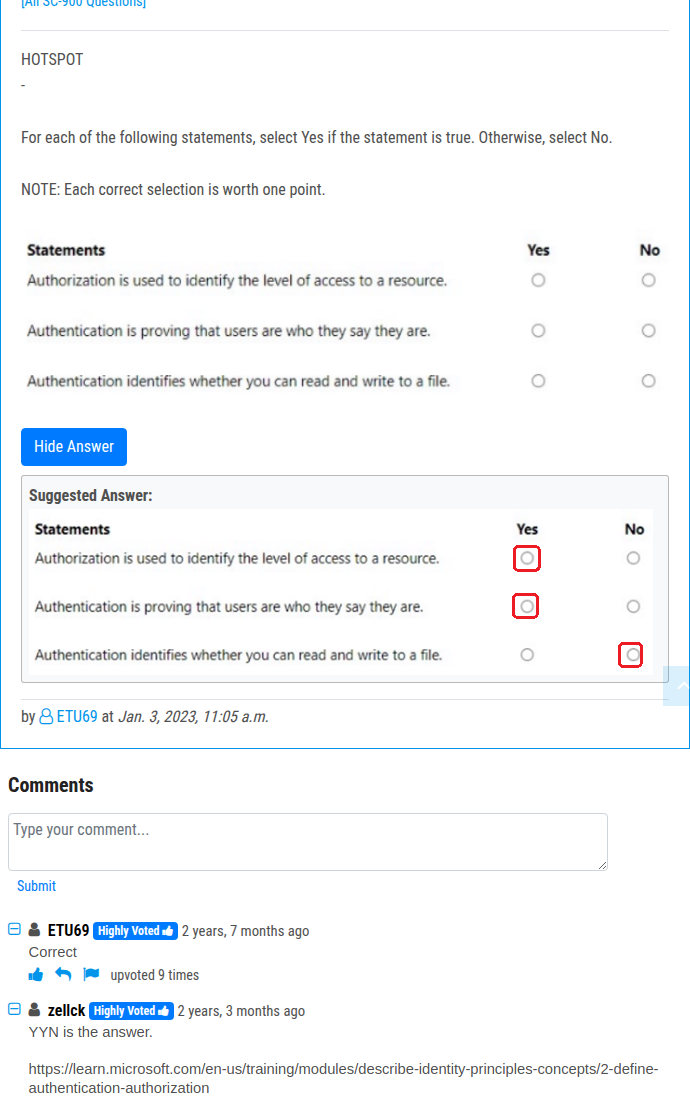 [All SC-900 Questions]
HOTSPOT
-
For each of the following statements, select Yes if the statement is true. Otherwise, select No.
NOTE: Each correct selection is worth one point.
Statements Yes No
Authorization is used to identify the level of access to a resource.
Authentication is proving that users are who they say they are.
Authentication identifies whether you can read and write to a file.
Hide Answer
Suggested Answer:
Statements Yes No
Authorization is used to identify the level of access to a resource.
Authentication is proving that users are who they say they are.
Authentication identifies whether you can read and write to a file.
by ETU69 at Jan. 3, 2023, 11:05 a.m.
Comments
Type your comment...
Submit
ETU69 Highly Voted 2 years, 7 months ago
Correct
upvoted 9 times
zellck Highly Voted 2 years, 3 months ago
YYN is the answer.
https://learn.microsoft.com/en-us/training/modules/describe-identity-principles-concepts/2-define-
authentication-authorization